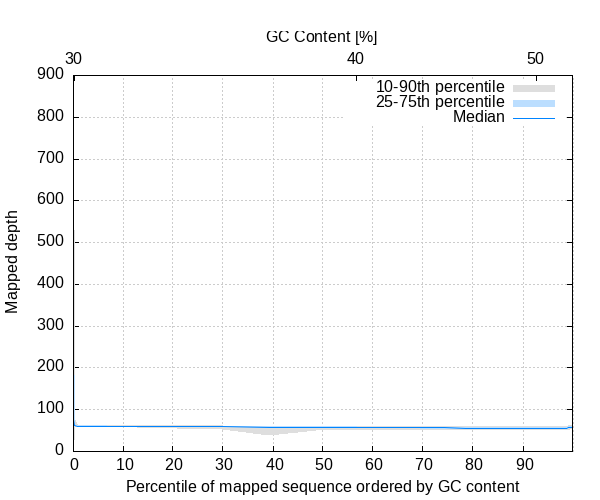 GC Content [%]
30 40 50
900
800
700
600
500
400
300
200
100
0
Mapped depth
10-90th percentile
25-75th percentile
Median
0 10 20 30 40 50 60 70 80 90
Percentile of mapped sequence ordered by GC content